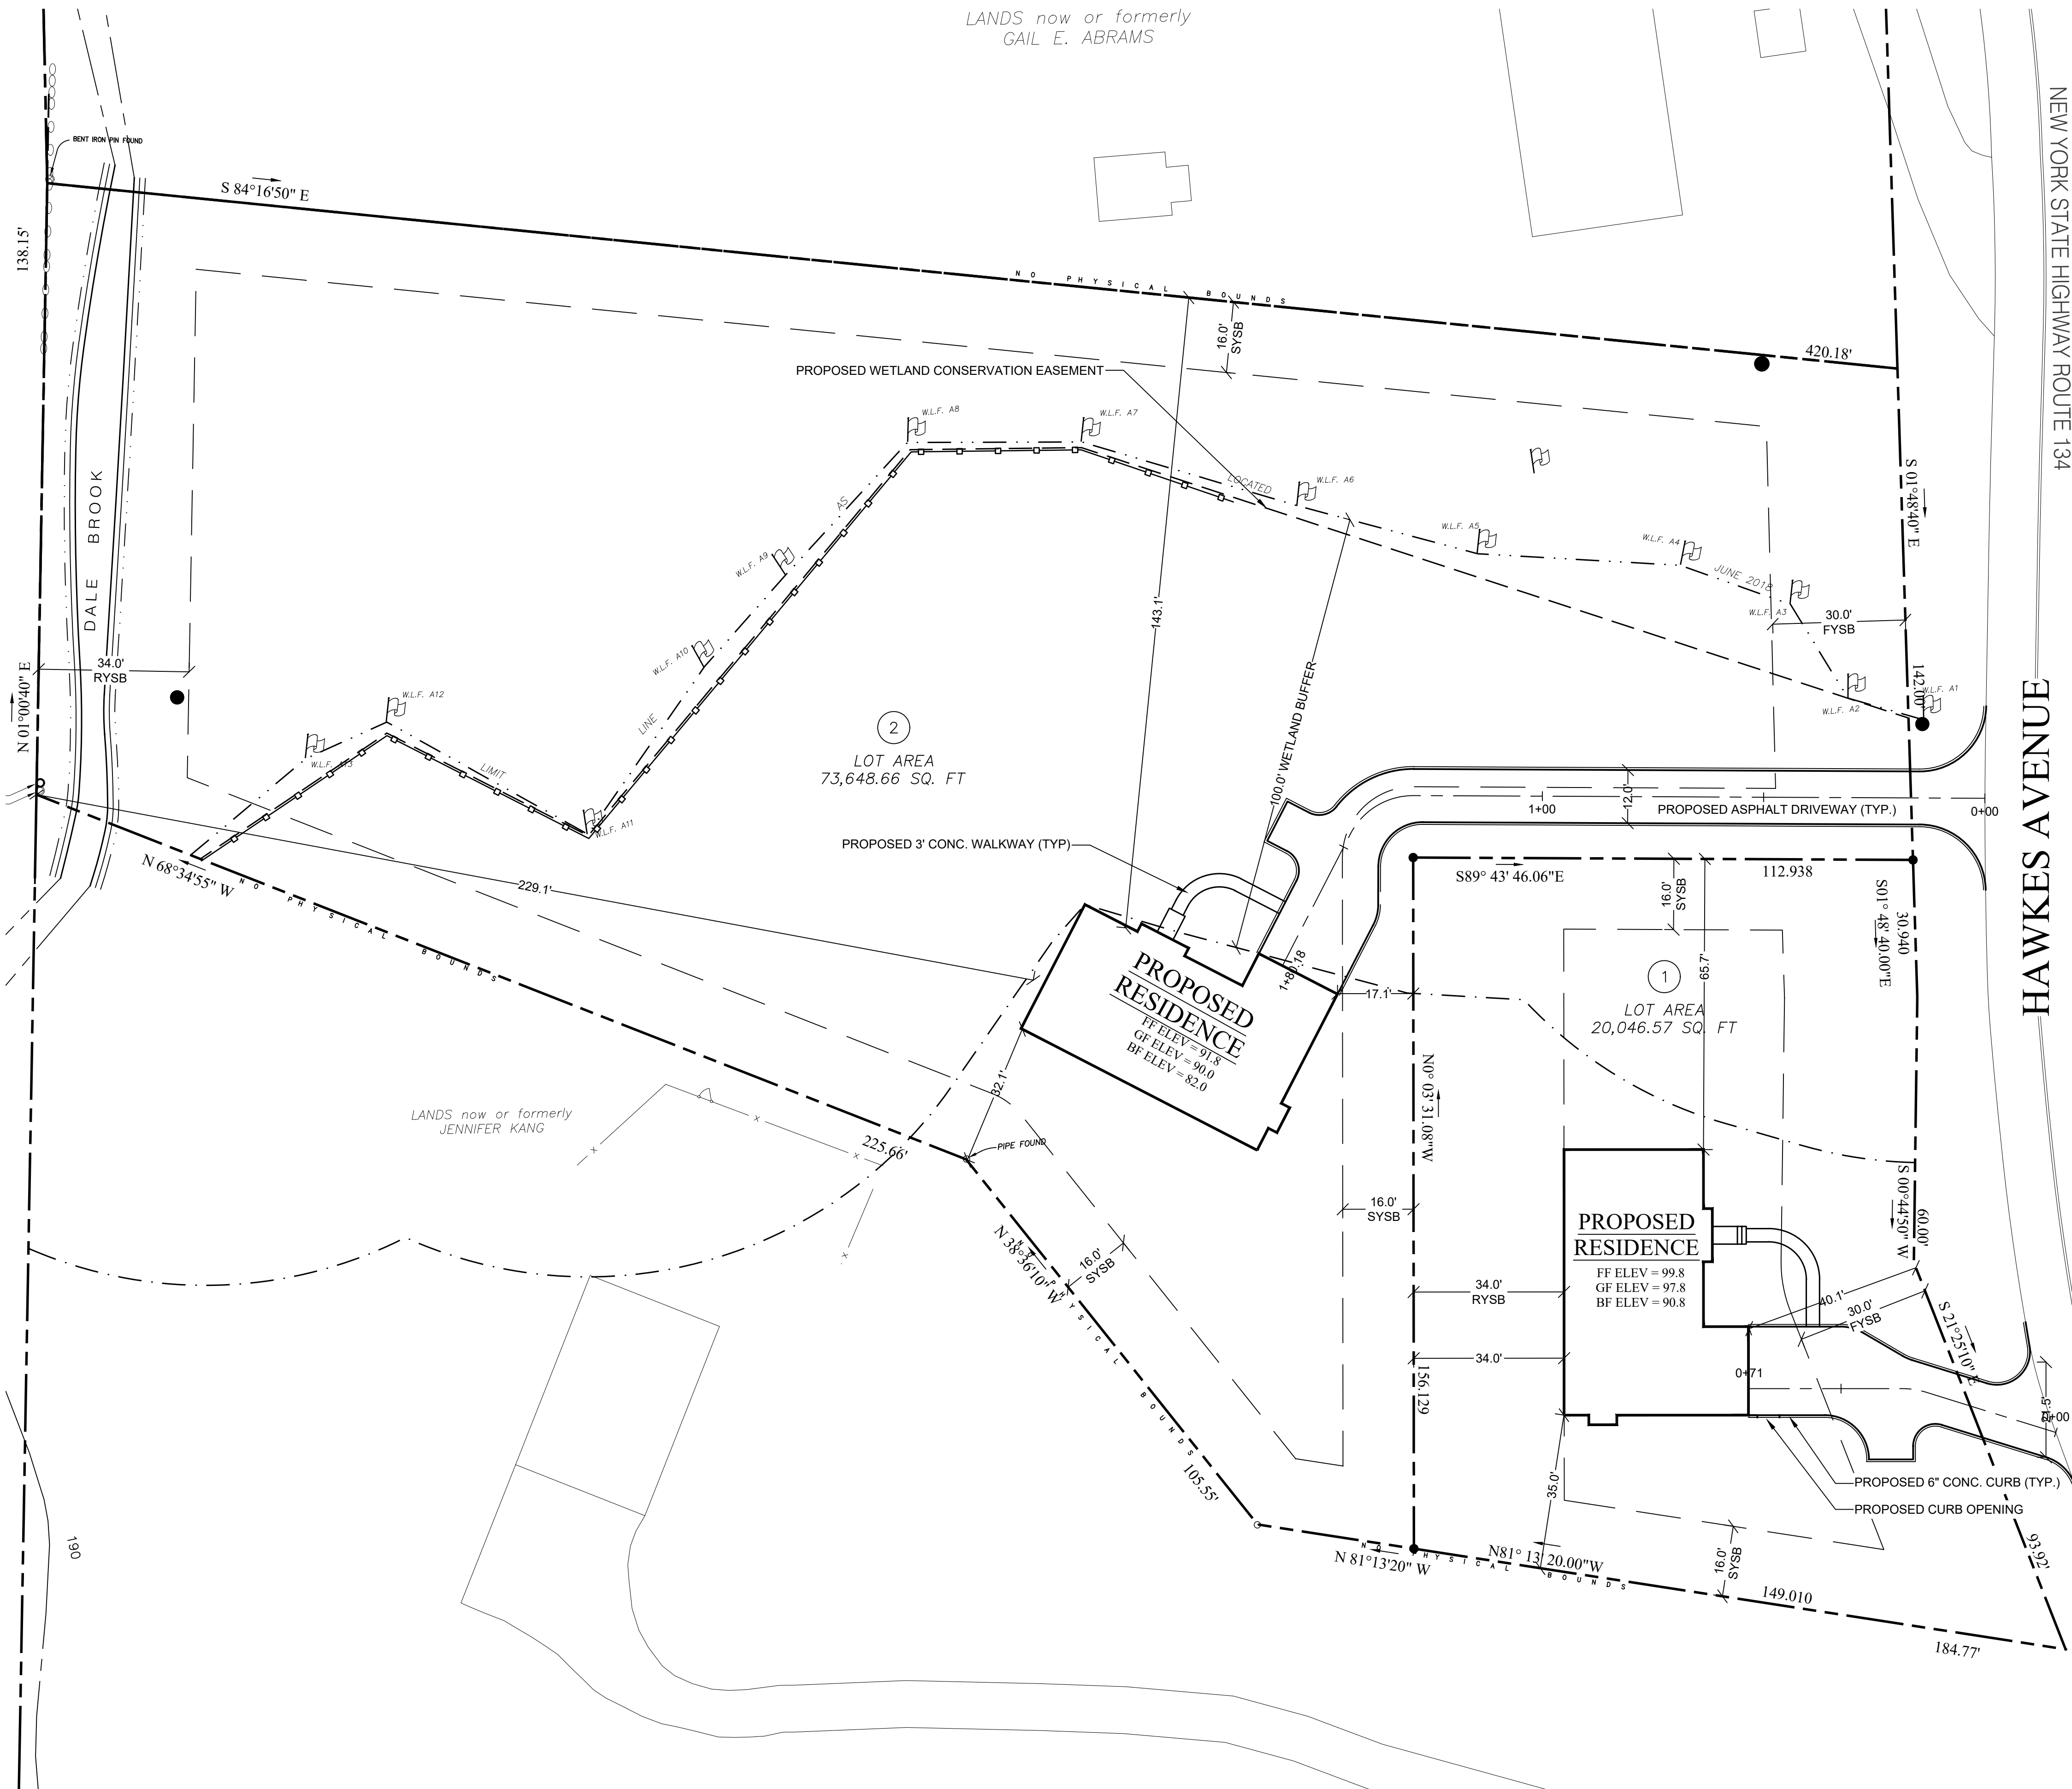 LANDS now or formerly
GAIL E. ABRAMS
NEW YORK STATE HIGHWAY ROUTE 134
BENT IRON PIN FOUND
S 84°16'50" E
138.15'
NO PHYSICAL BOUNDS
16.0'
SYSB
420.18'
PROPOSED WETLAND CONSERVATION EASEMENT
W.L.F. A8
W.L.F. A7
LOCATED
W.L.F. A6
AS
W.L.F. A5
W.L.F. A4
JUNE 2018
W.L.F. A3
S 01°48'40" E
30.0'
FYSB
142.00'
W.L.F. A1
W.L.F. A2
DALE BROOK
W.L.F. A9
W.L.F. A10
143.1'
34.0'
RYSB
N 01°00'40" E
W.L.F. A12
LINE
W.L.F. A13
LIMIT
W.L.F. A11
2
LOT AREA
73,648.66 SQ. FT
100.0' WETLAND BUFFER
HAWKES AVENUE
1+00
12.0'
PROPOSED ASPHALT DRIVEWAY (TYP.)
0+00
PROPOSED 3' CONC. WALKWAY (TYP)
N 68°34'55" W
NO PHYSICAL BOUNDS
229.1'
S89° 43' 46.06"E
16.0'
SYSB
112.938
30.940
S01° 48' 40.00"E
65.7'
1
LOT AREA
20,046.57 SQ. FT
1+80.18
17.1'
PROPOSED
RESIDENCE
FF ELEV = 91.8
GF ELEV = 90.0
BF ELEV = 82.0
N0° 03' 31.08"W
32.1'
LANDS now or formerly
JENNIFER KANG
225.66'
PIPE FOUND
S 00°44'50" W
60.00'
16.0'
SYSB
PROPOSED
RESIDENCE
FF ELEV = 99.8
GF ELEV = 97.8
BF ELEV = 90.8
N 38°36'10" W
NO PHYSICAL BOUNDS
16.0'
SYSB
34.0'
RYSB
40.1'
30.0'
FYSB
S 21°25'10" E
34.0'
0+71
156.129
0+00
105.55'
35.0'
PROPOSED 6" CONC. CURB (TYP.)
PROPOSED CURB OPENING
190
N 81°13'20" W
NO PHYSICAL BOUNDS
N81° 13' 20.00"W
16.0'
SYSB
149.010
93.92'
184.77'